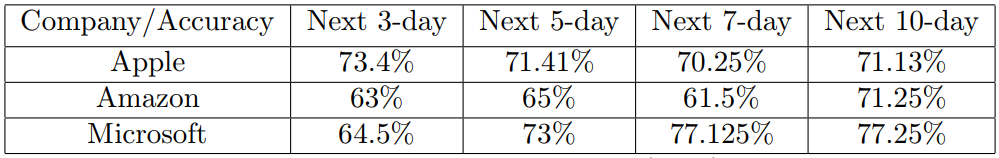 Company/Accuracy Next 3-day Next 5-day Next 7-day Next 10-day
Apple 73.4% 71.41% 70.25% 71.13%
Amazon 63% 65% 61.5% 71.25%
Microsoft 64.5% 73% 77.125% 77.25%